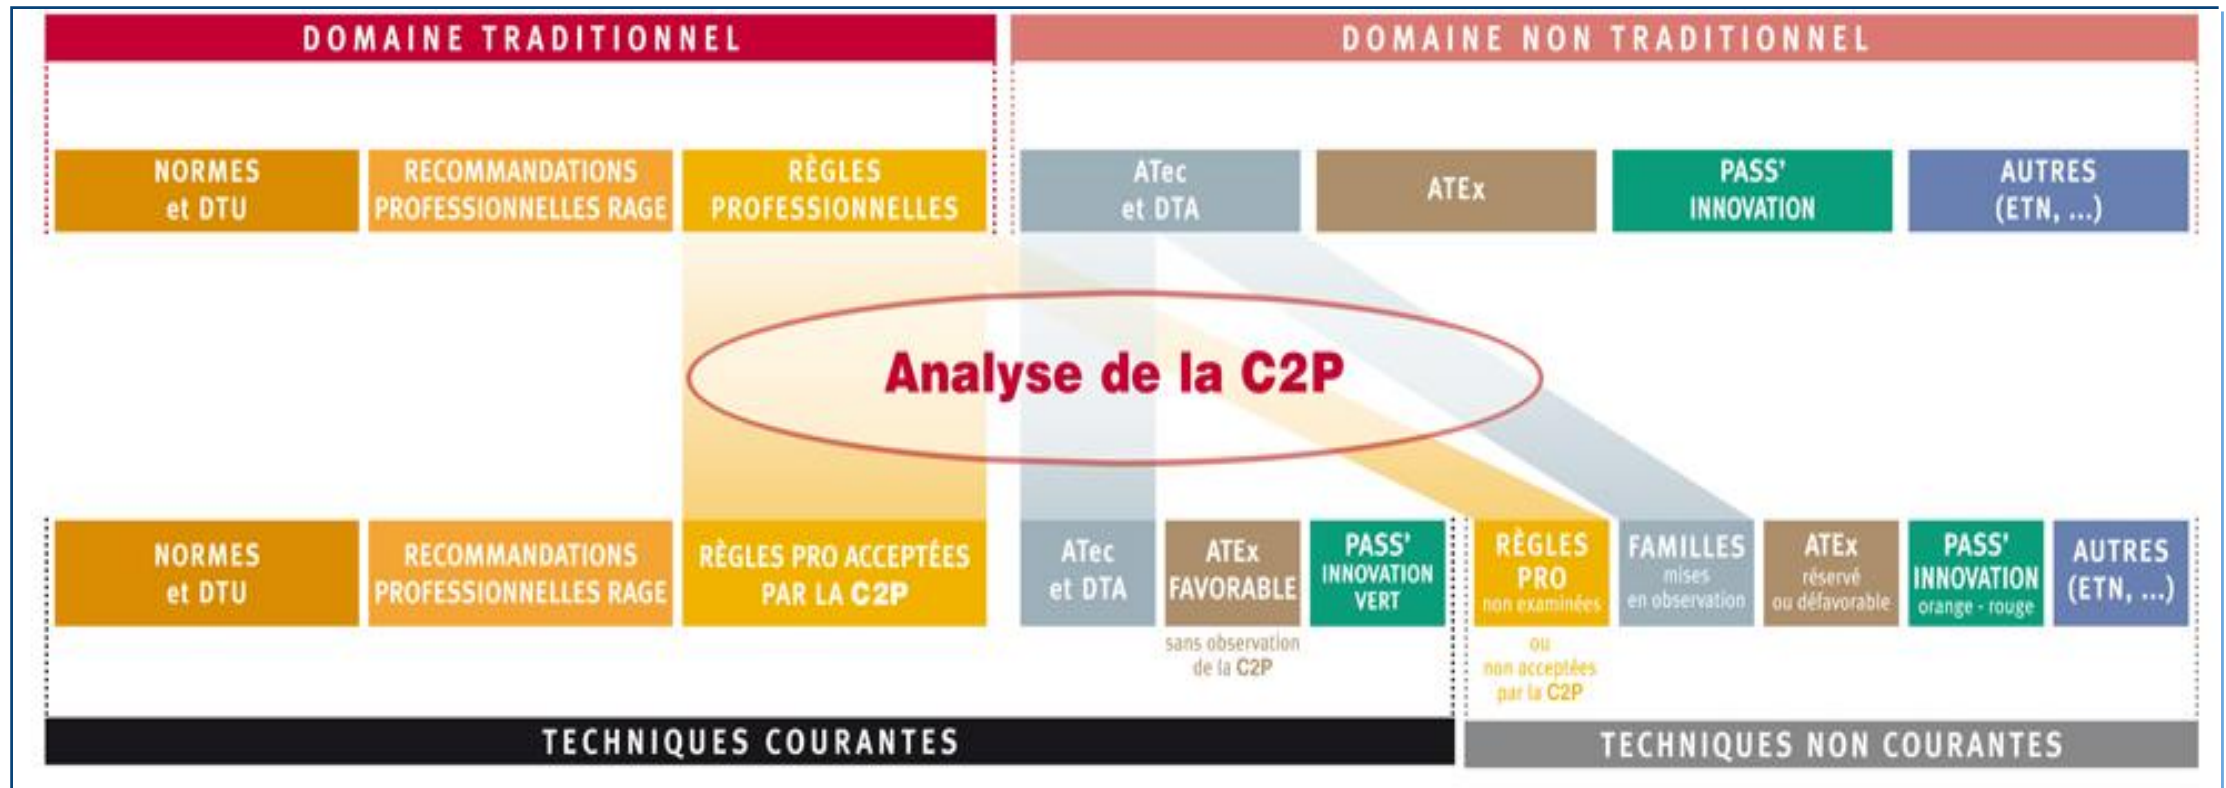 DOMAINE TRADITIONNEL
DOMAINE NON TRADITIONNEL
NORMES
et DTU
RECOMMANDATIONS
PROFESSIONNELLES RAGE
RÈGLES
PROFESSIONNELLES
ATec
et DTA
ATEx
PASS'
INNOVATION
AUTRES
(ETN, ...)
Analyse de la C2P
NORMES
et DTU
RECOMMANDATIONS
PROFESSIONNELLES RAGE
RÈGLES PRO ACCEPTÉES
PAR LA C2P
ATec
et DTA
ATEx
FAVORABLE
sans observation
de la C2P
PASS'
INNOVATION
VERT
RÈGLES
PRO
non examinées
ou
non acceptées
par la C2P
FAMILLES
mises
en observation
ATEx
réservé
ou défavorable
PASS'
INNOVATION
orange - rouge
AUTRES
(ETN, ...)
TECHNIQUES COURANTES
TECHNIQUES NON COURANTES